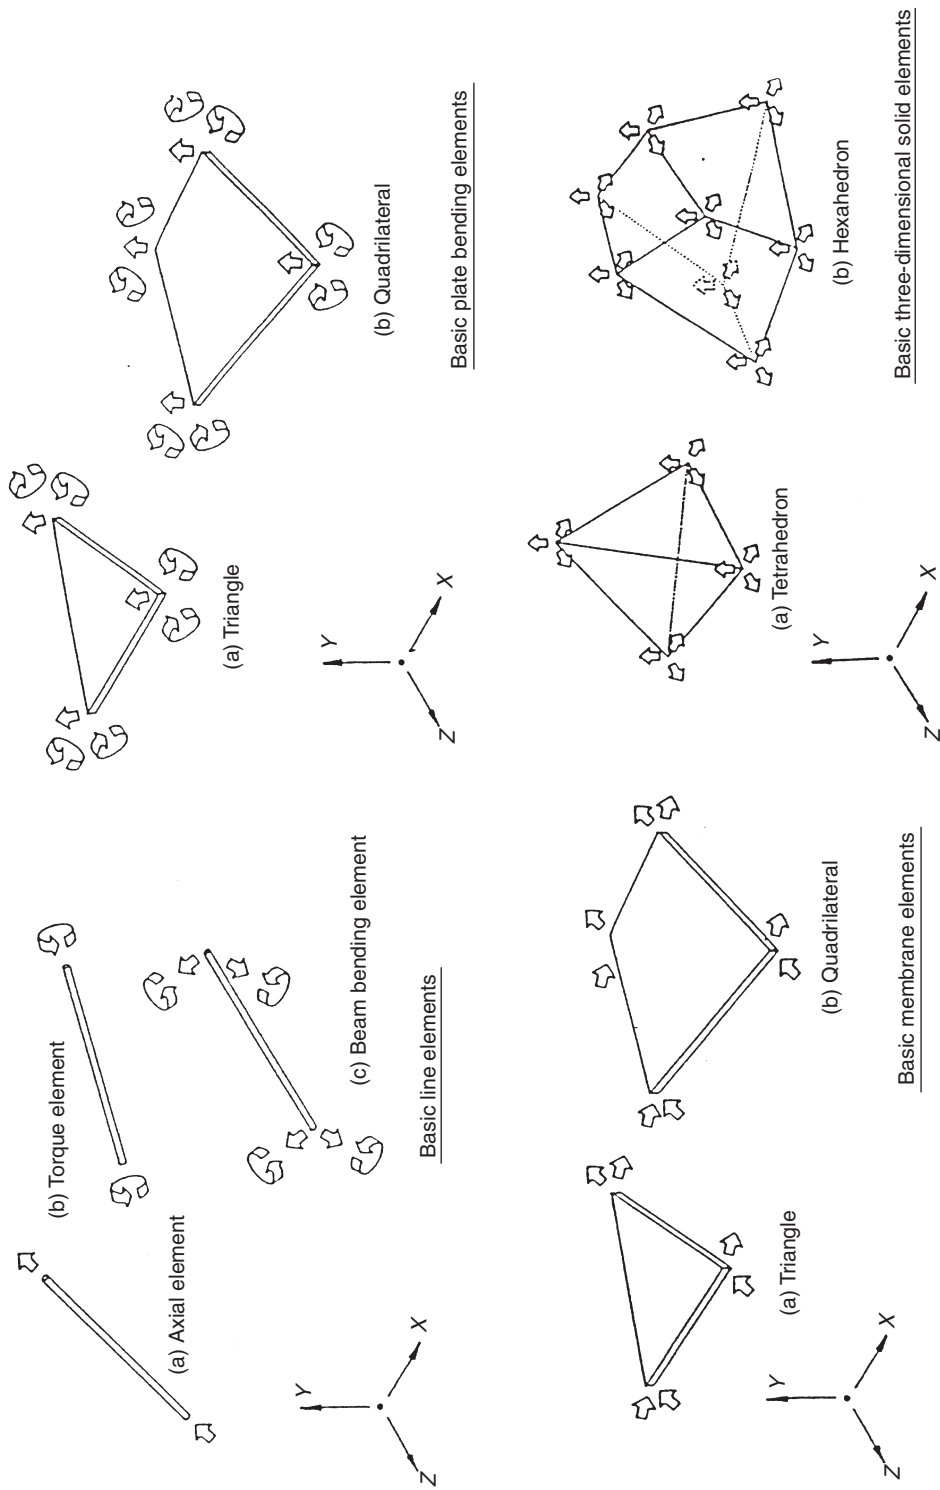 (b) Torque element
(a) Axial element
Y
(c) Beam bending element
X
Z
Basic line elements
(a) Triangle
(b) Quadrilateral
Y
X
Z
Basic plate bending elements
(a) Triangle
(b) Quadrilateral
Y
X
Z
Basic membrane elements
(a) Tetrahedron
(b) Hexahedron
Y
X
Z
Basic three-dimensional solid elements